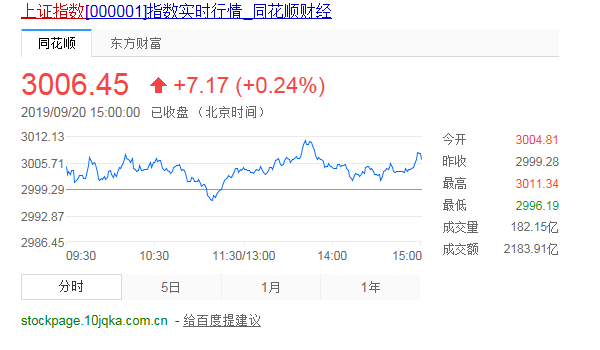 上证指数[000001]指数实时行情_同花顺财经
同花顺 东方财富
3006.45 +7.17 (+0.24%)
2019/09/20 15:00:00 已收盘 (北京时间)
3012.13
3005.71
2999.29
2992.87
2986.45
09:30 10:30 11:30/13:00 14:00 15:00
今开 3004.81
昨收 2999.28
最高 3011.34
最低 2996.19
成交量 182.15亿
成交额 2183.91亿
分时 5日 1月 1年
stockpage.10jqka.com.cn - 给百度提建议